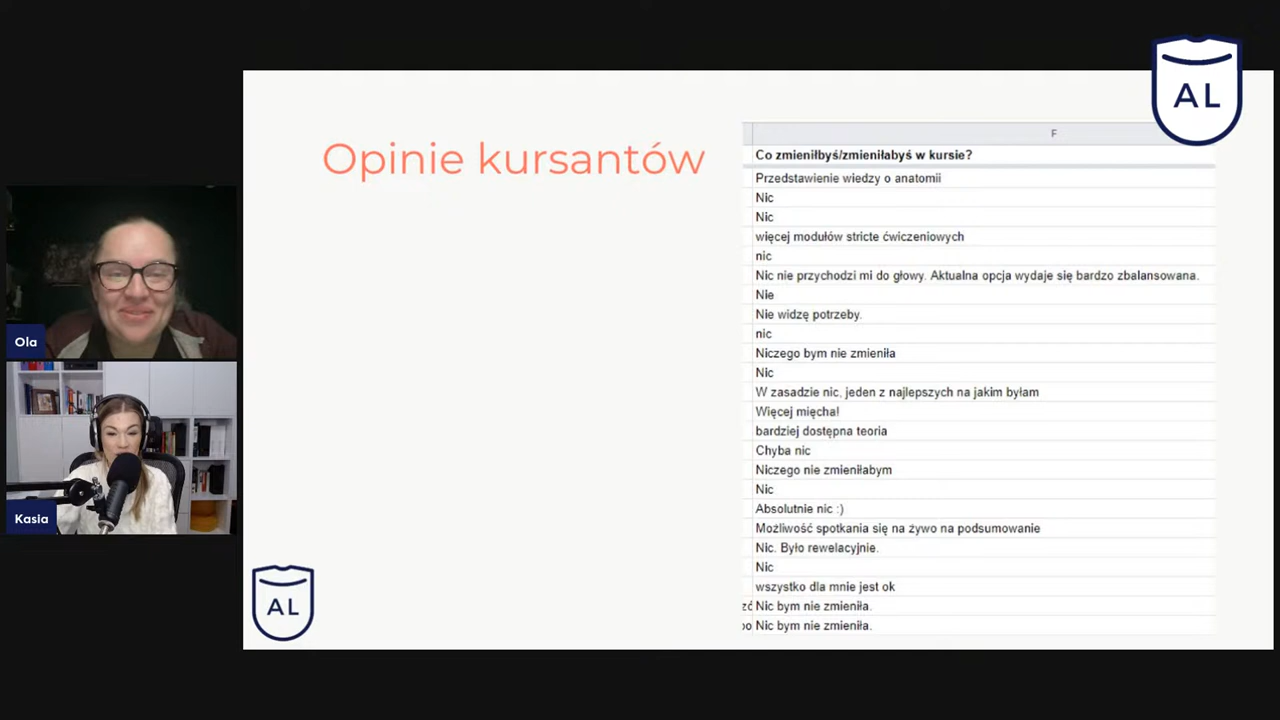 AL
Opinie kursantów
F
Co zmieniłbyś/zmieniłabyś w kursie?
Przedstawienie wiedzy o anatomii
Nic
Nic
więcej modułów stricte ćwiczeniowych
nic
Nic nie przychodzi mi do głowy. Aktualna opcja wydaje się bardzo zbalansowana.
Nie
Nie widzę potrzeby.
nic
Niczego bym nie zmieniła
Nic
W zasadzie nic, jeden z najlepszych na jakim byłam
Więcej mięcha!
bardziej dostępna teoria
Chyba nic
Niczego nie zmieniłabym
Nic
Absolutnie nic :)
Możliwość spotkania się na żywo na podsumowanie
Nic. Było rewelacyjnie.
Nic
wszystko dla mnie jest ok
Nic bym nie zmieniła.
Nic bym nie zmieniła.
Ola
Kasia
AL